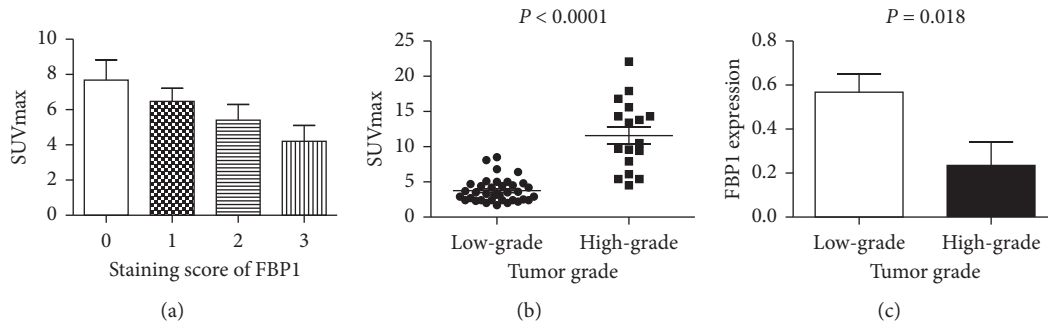 10
8
6
4
2
0
SUVmax
0 1 2 3
Staining score of FBP1
(a)
P < 0.0001
25
20
15
10
5
0
SUVmax
Low-grade High-grade
Tumor grade
(b)
P = 0.018
0.8
0.6
0.4
0.2
0.0
FBP1 expression
Low-grade High-grade
Tumor grade
(c)